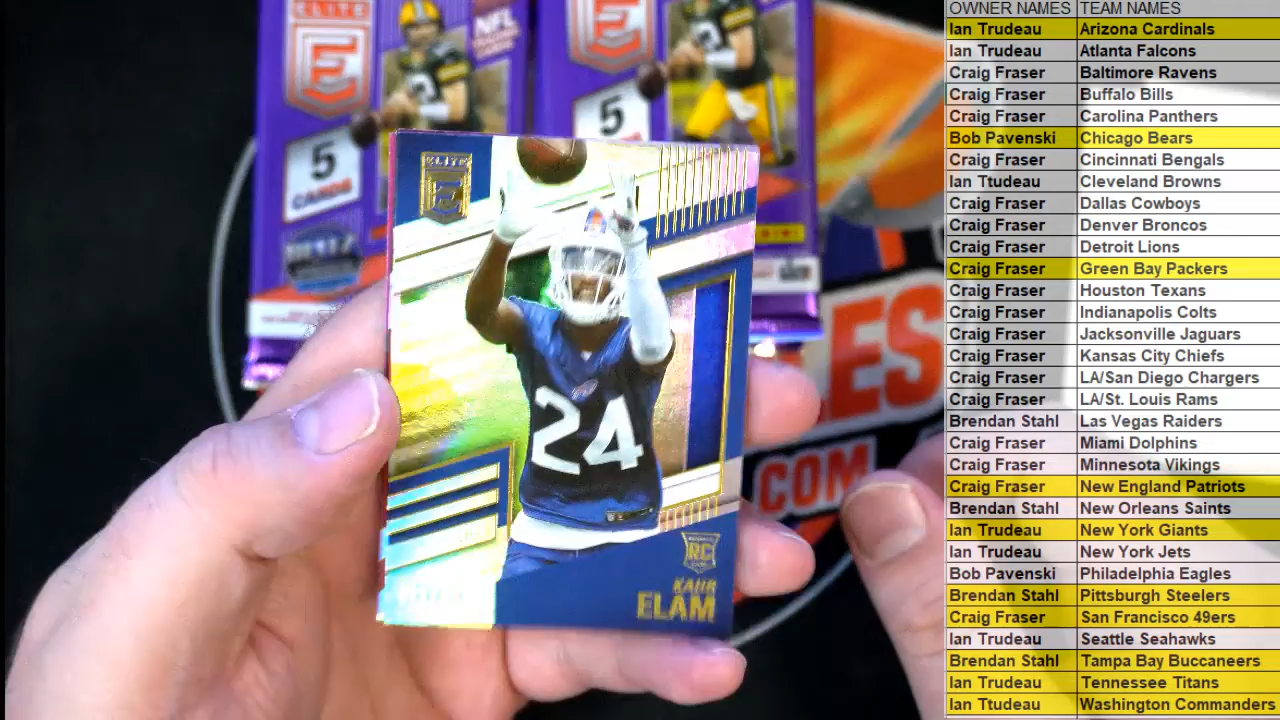 ELITE
E
NFL
5
CARDS
BLITZ
5
ELITE
E
24
RC
KAIIR
ELAM
ES
COM
OWNER NAMES TEAM NAMES
Ian Trudeau Arizona Cardinals
Ian Trudeau Atlanta Falcons
Craig Fraser Baltimore Ravens
Craig Fraser Buffalo Bills
Craig Fraser Carolina Panthers
Bob Pavenski Chicago Bears
Craig Fraser Cincinnati Bengals
Ian Ttudeau Cleveland Browns
Craig Fraser Dallas Cowboys
Craig Fraser Denver Broncos
Craig Fraser Detroit Lions
Craig Fraser Green Bay Packers
Craig Fraser Houston Texans
Craig Fraser Indianapolis Colts
Craig Fraser Jacksonville Jaguars
Craig Fraser Kansas City Chiefs
Craig Fraser LA/San Diego Chargers
Craig Fraser LA/St. Louis Rams
Brendan Stahl Las Vegas Raiders
Craig Fraser Miami Dolphins
Craig Fraser Minnesota Vikings
Craig Fraser New England Patriots
Brendan Stahl New Orleans Saints
Ian Trudeau New York Giants
Ian Trudeau New York Jets
Bob Pavenski Philadelphia Eagles
Brendan Stahl Pittsburgh Steelers
Craig Fraser San Francisco 49ers
Ian Trudeau Seattle Seahawks
Brendan Stahl Tampa Bay Buccaneers
Ian Trudeau Tennessee Titans
Ian Ttudeau Washington Commanders